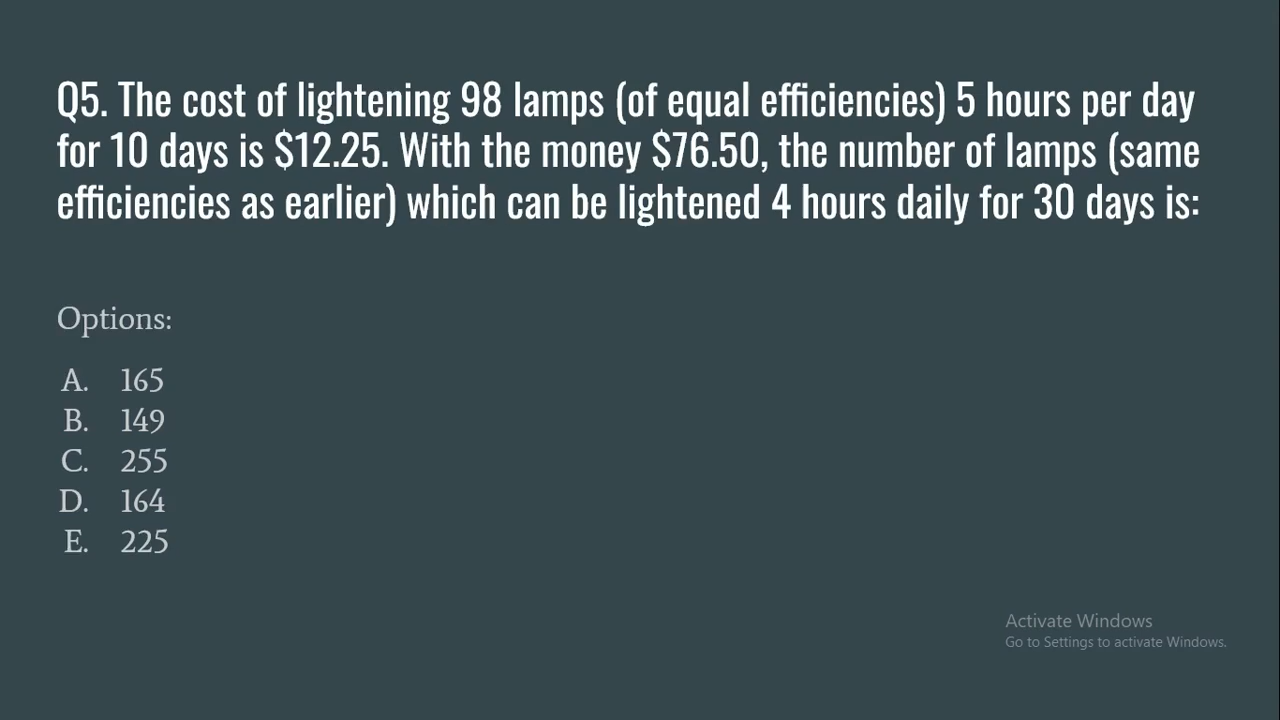 Q5. The cost of lightening 98 lamps (of equal efficiencies) 5 hours per day
for 10 days is $12.25. With the money $76.50, the number of lamps (same
efficiencies as earlier) which can be lightened 4 hours daily for 30 days is:
Options:
A. 165
B. 149
C. 255
D. 164
E. 225
Activate Windows
Go to Settings to activate Windows.